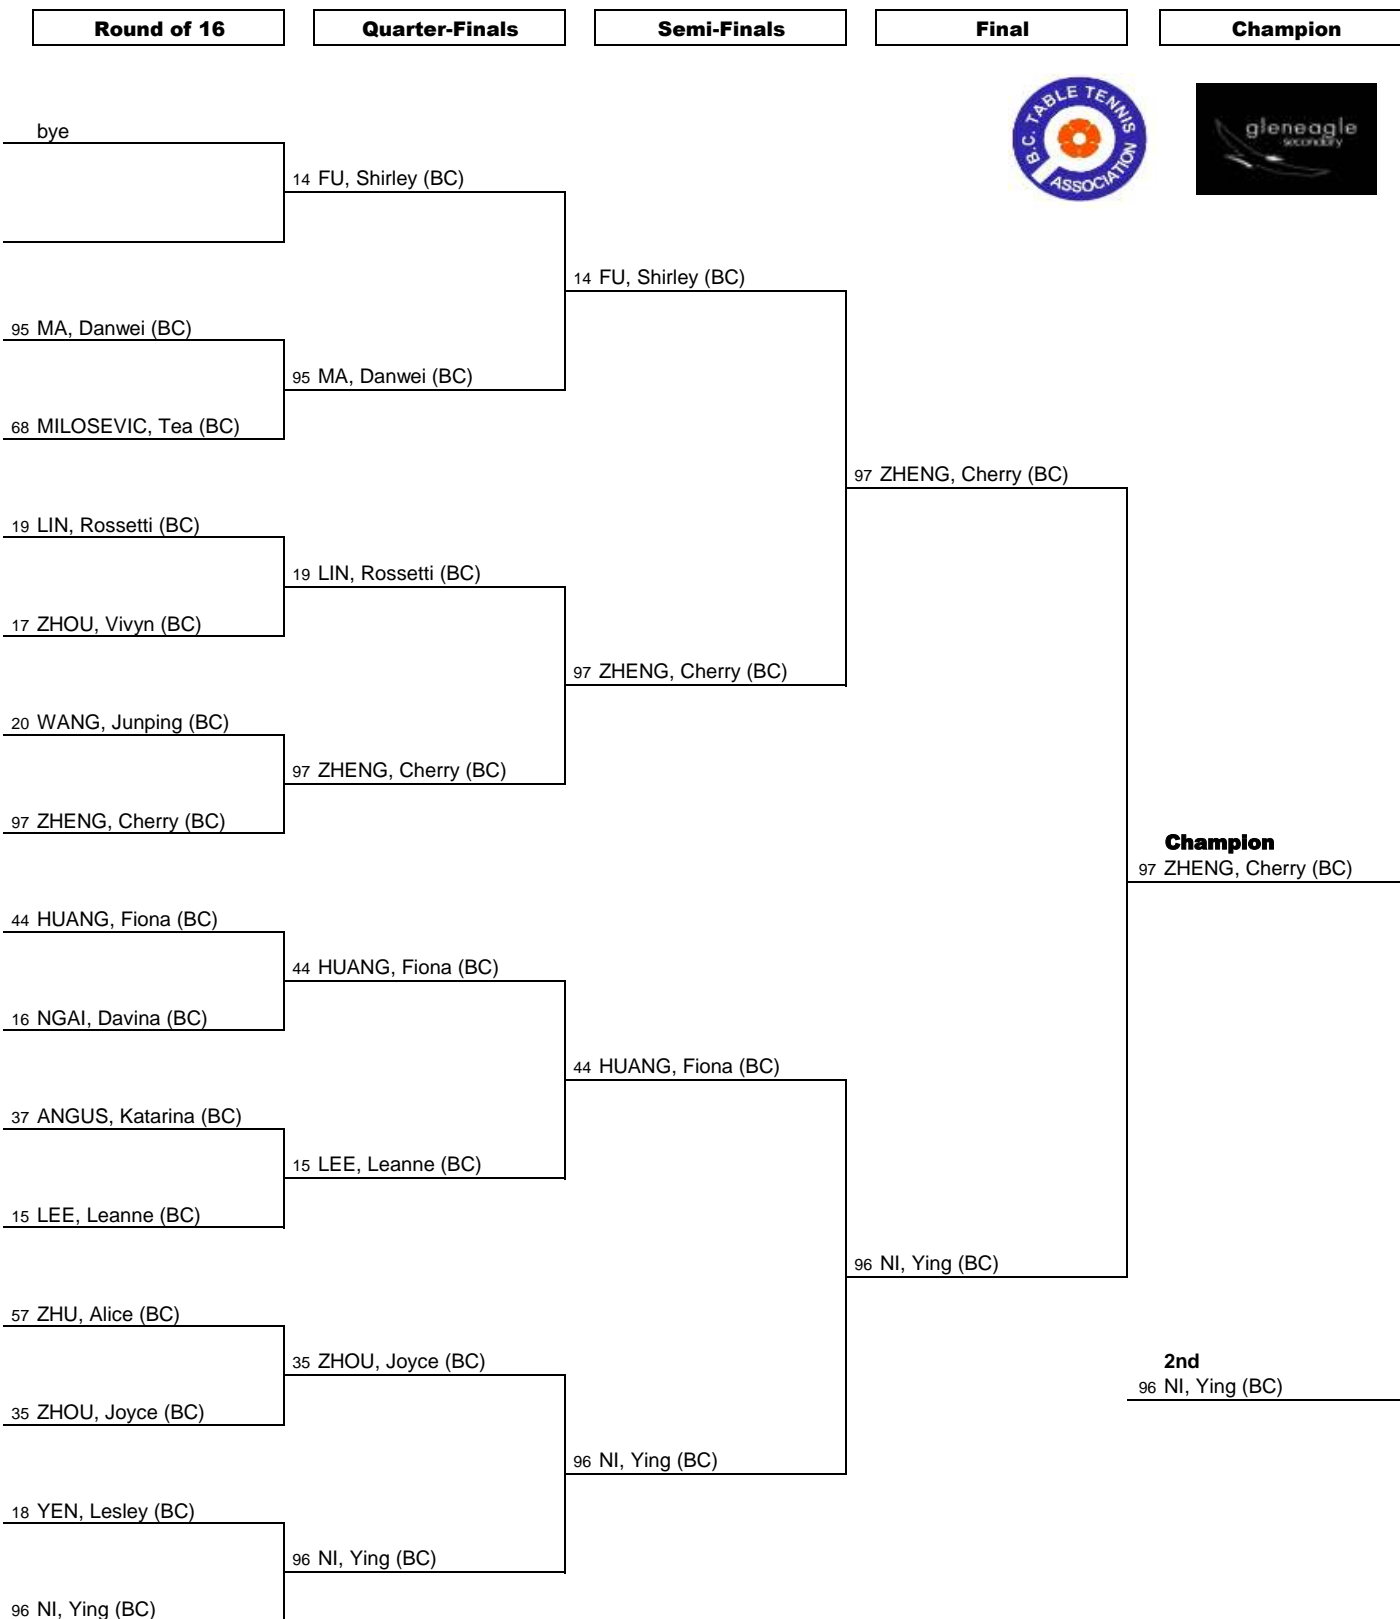 Round of 16
Quarter-Finals
Semi-Finals
Final
Champion
B.C. TABLE TENNIS ASSOCIATION
gleneagle
secondary
bye
14 FU, Shirley (BC)
14 FU, Shirley (BC)
95 MA, Danwei (BC)
95 MA, Danwei (BC)
68 MILOSEVIC, Tea (BC)
97 ZHENG, Cherry (BC)
19 LIN, Rossetti (BC)
19 LIN, Rossetti (BC)
17 ZHOU, Vivyn (BC)
97 ZHENG, Cherry (BC)
20 WANG, Junping (BC)
97 ZHENG, Cherry (BC)
97 ZHENG, Cherry (BC)
Champion
97 ZHENG, Cherry (BC)
44 HUANG, Fiona (BC)
44 HUANG, Fiona (BC)
16 NGAI, Davina (BC)
44 HUANG, Fiona (BC)
37 ANGUS, Katarina (BC)
15 LEE, Leanne (BC)
15 LEE, Leanne (BC)
96 NI, Ying (BC)
57 ZHU, Alice (BC)
35 ZHOU, Joyce (BC)
2nd
96 NI, Ying (BC)
35 ZHOU, Joyce (BC)
96 NI, Ying (BC)
18 YEN, Lesley (BC)
96 NI, Ying (BC)
96 NI, Ying (BC)